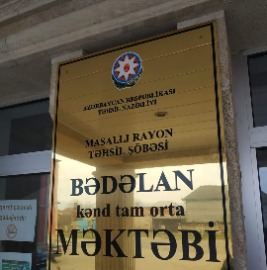 AZƏRBAYCAN RESPUBLİKASI
TƏHSİL NAZİRLİYİ
MASALLI RAYON
TƏHSİL ŞÖBƏSİ
BƏDƏLAN
kənd tam orta
MƏKTƏBİ